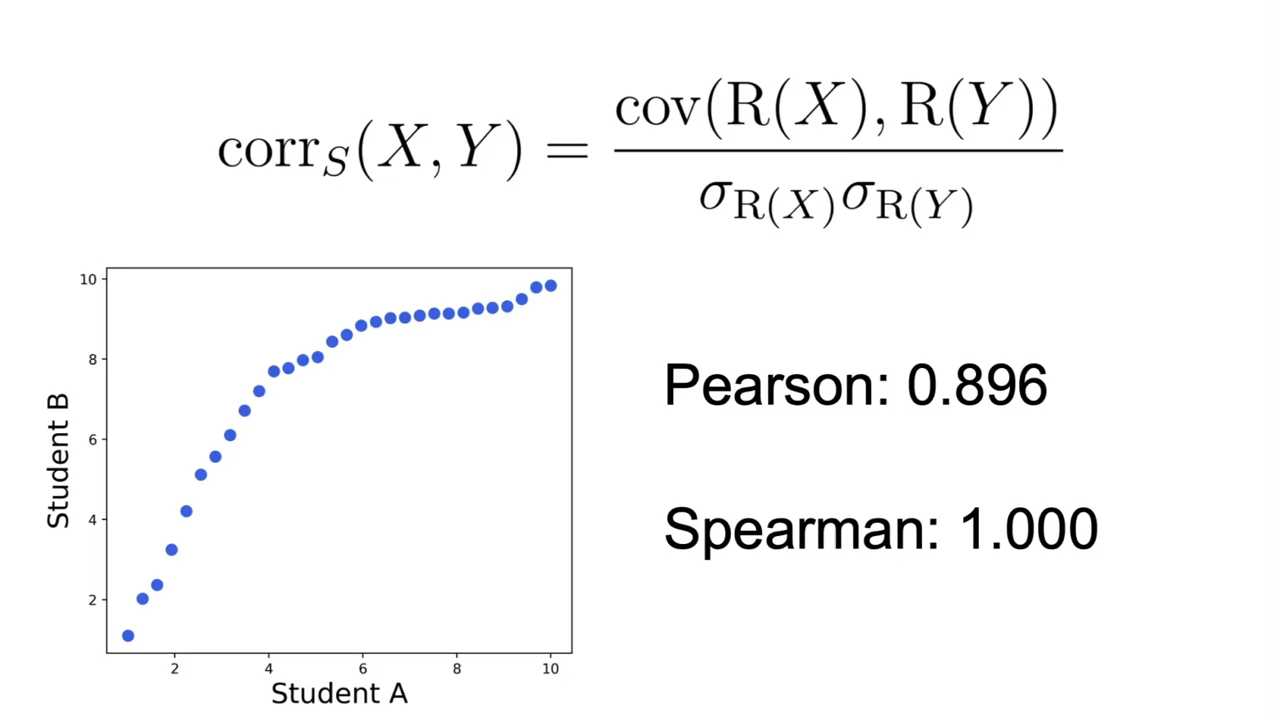 corr_S(X, Y) = cov(R(X), R(Y)) / σ_R(X) σ_R(Y)
10
8
6
4
2
Student B
2 4 6 8 10
Student A
Pearson: 0.896
Spearman: 1.000